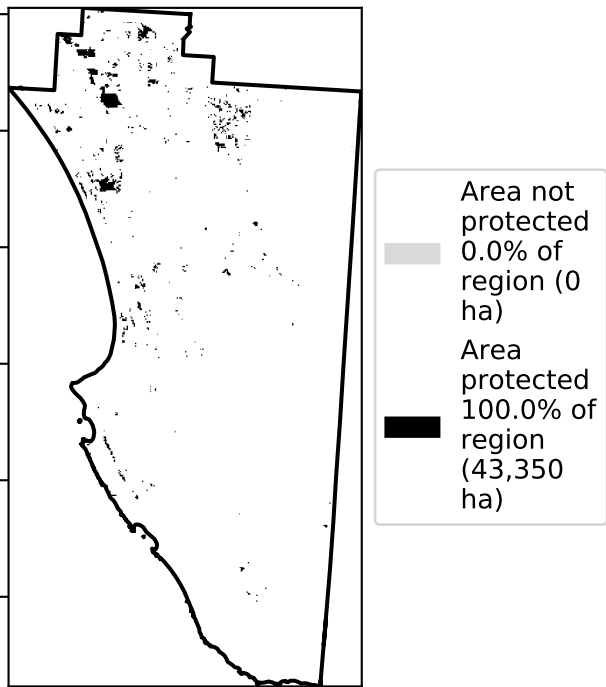 Area not
protected
0.0% of
region (0
ha)
Area
protected
100.0% of
region
(43,350
ha)